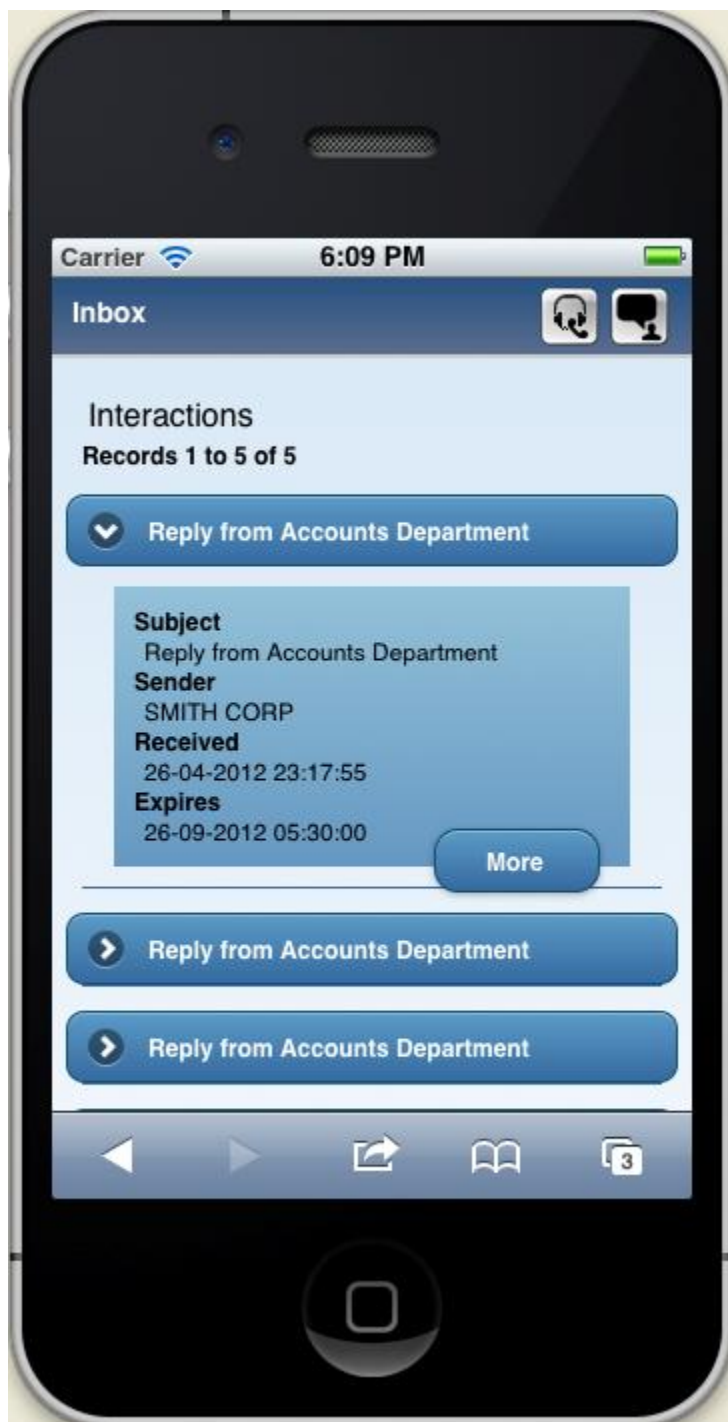 Carrier 6:09 PM
Inbox
Interactions
Records 1 to 5 of 5
Reply from Accounts Department
Subject
Reply from Accounts Department
Sender
SMITH CORP
Received
26-04-2012 23:17:55
Expires
26-09-2012 05:30:00
More
Reply from Accounts Department
Reply from Accounts Department
3